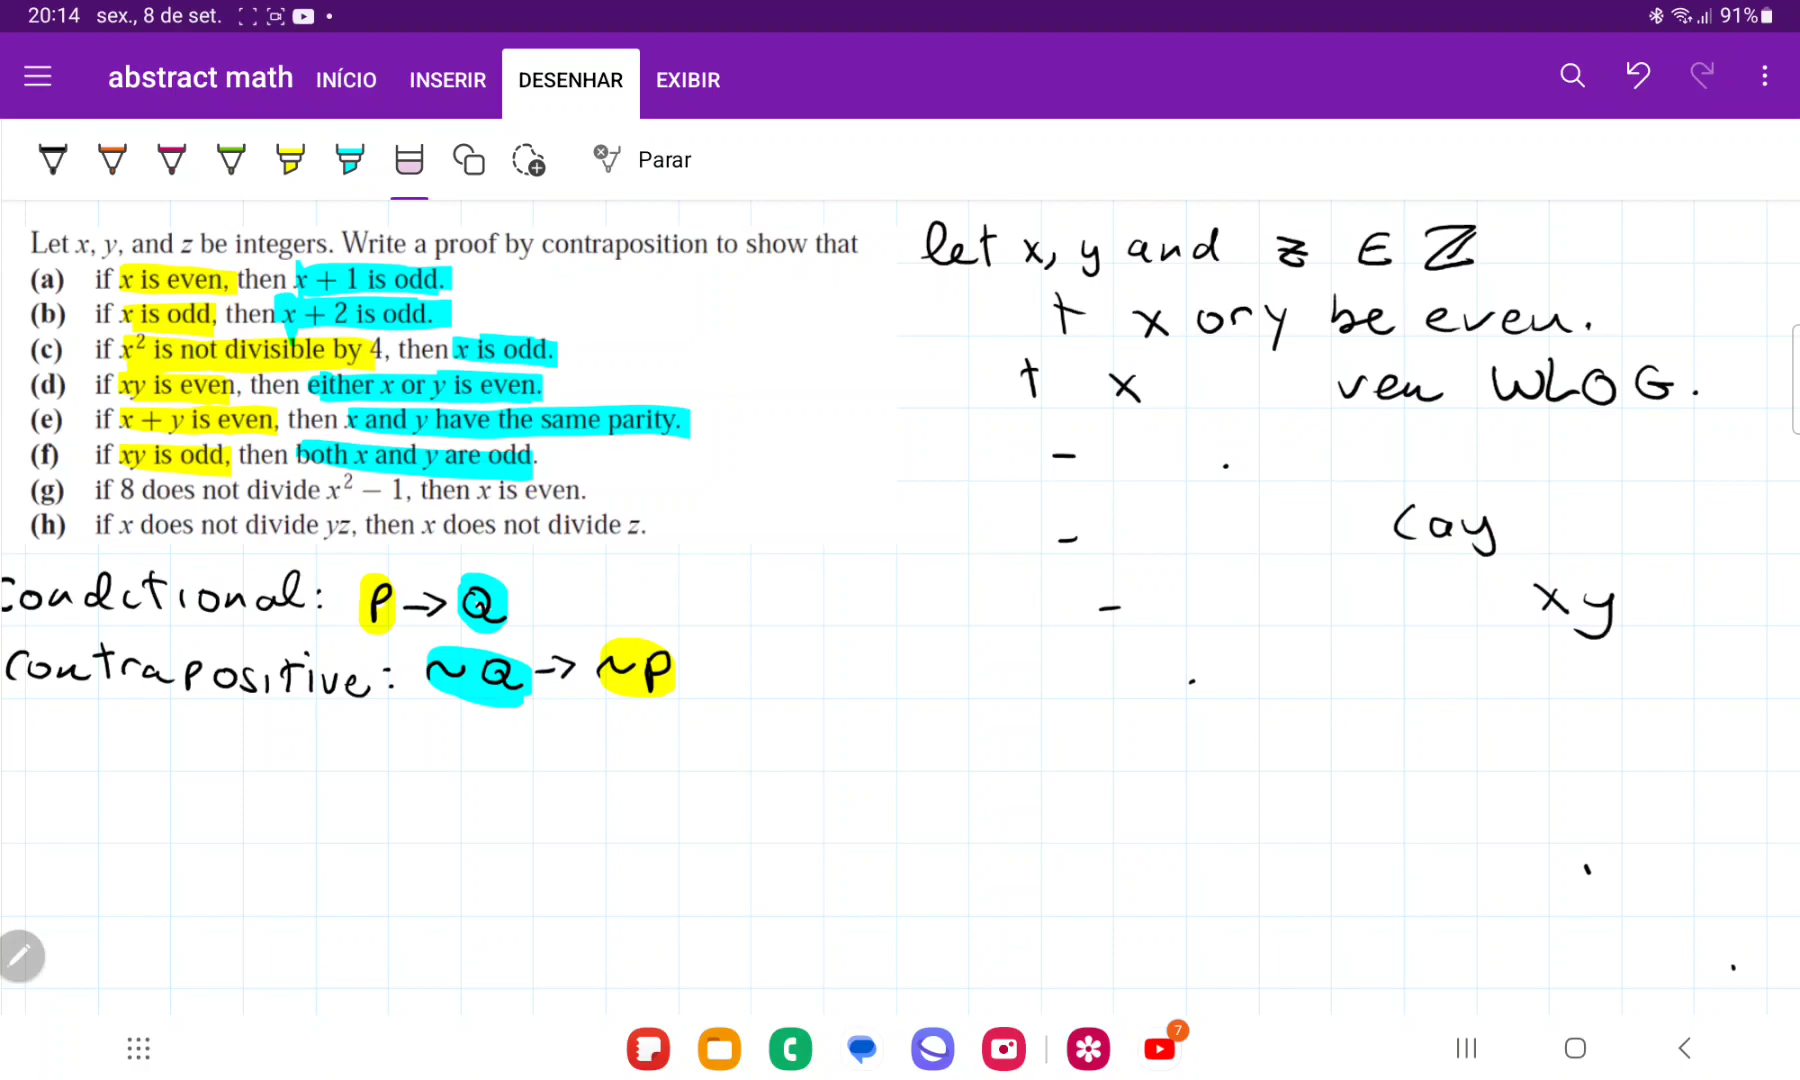 20:14 sex., 8 de set. 91%
abstract math INÍCIO INSERIR DESENHAR EXIBIR
Parar
Let x, y, and z be integers. Write a proof by contraposition to show that
(a) if x is even, then x + 1 is odd.
(b) if x is odd, then x + 2 is odd.
(c) if x² is not divisible by 4, then x is odd.
(d) if xy is even, then either x or y is even.
(e) if x + y is even, then x and y have the same parity.
(f) if xy is odd, then both x and y are odd.
(g) if 8 does not divide x² − 1, then x is even.
(h) if x does not divide yz, then x does not divide z.
conditional: P → Q
contrapositive: ~Q → ~P
let x, y and z ∈ ℤ
x or y be even.
x ven WLOG.
xy
7